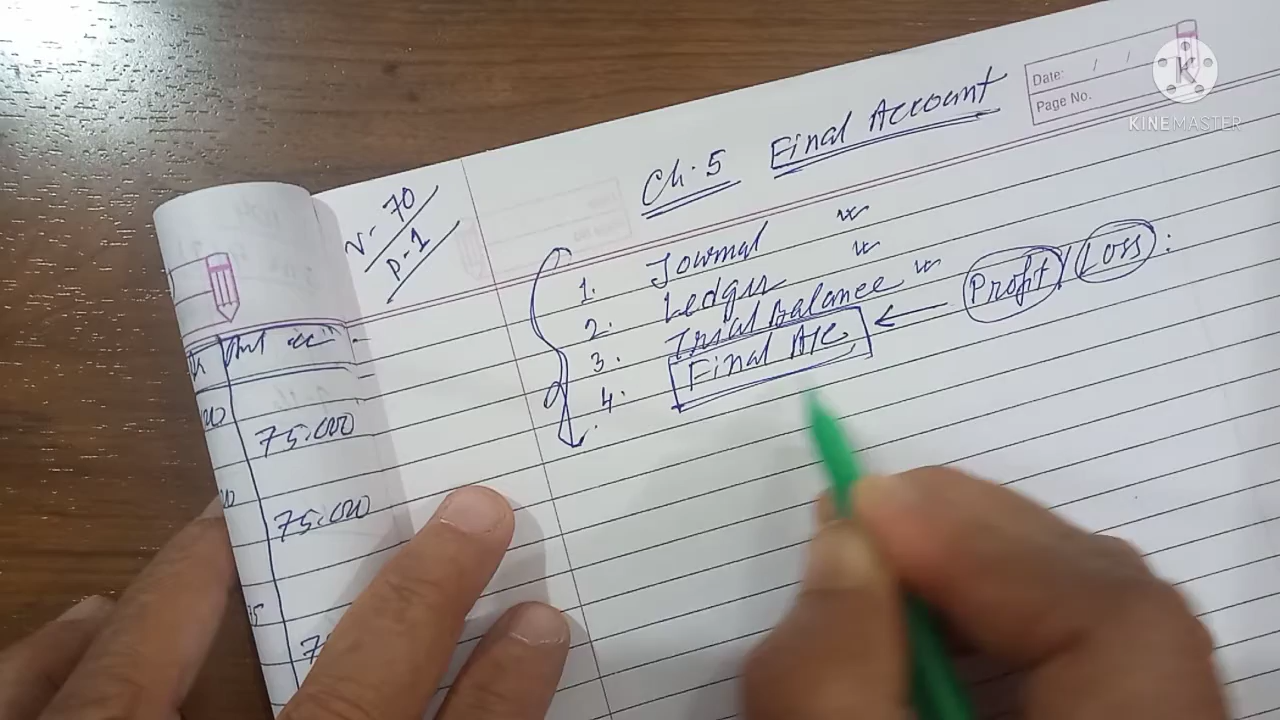 Date: / /
Page No.
KINEMASTER
Ch. 5 Final Account
V- 70
P-1
1. Journal
2. Ledger
3. Trial Balance
4. Final A/C
Profit / Loss :
75.000
75.000